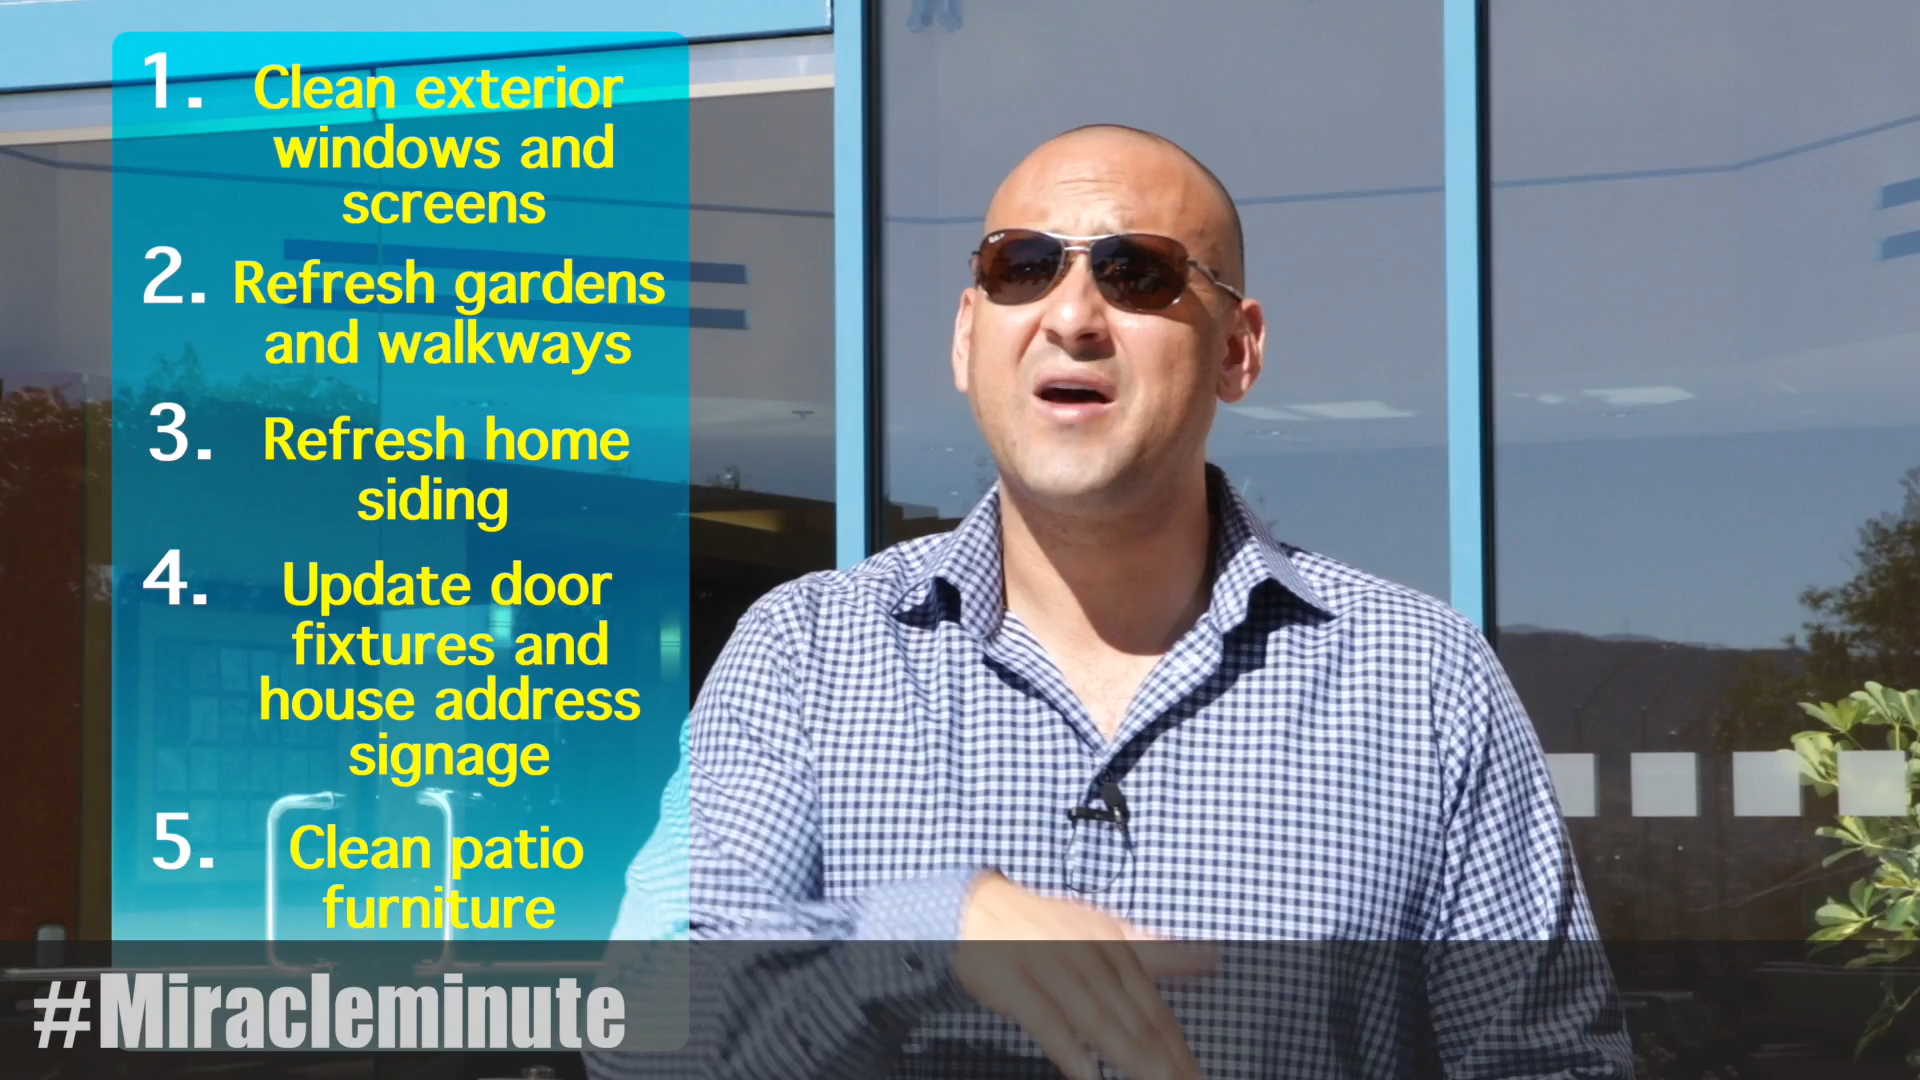 1. Clean exterior
windows and
screens
2. Refresh gardens
and walkways
3. Refresh home
siding
4. Update door
fixtures and
house address
signage
5. Clean patio
furniture
#Miracleminute